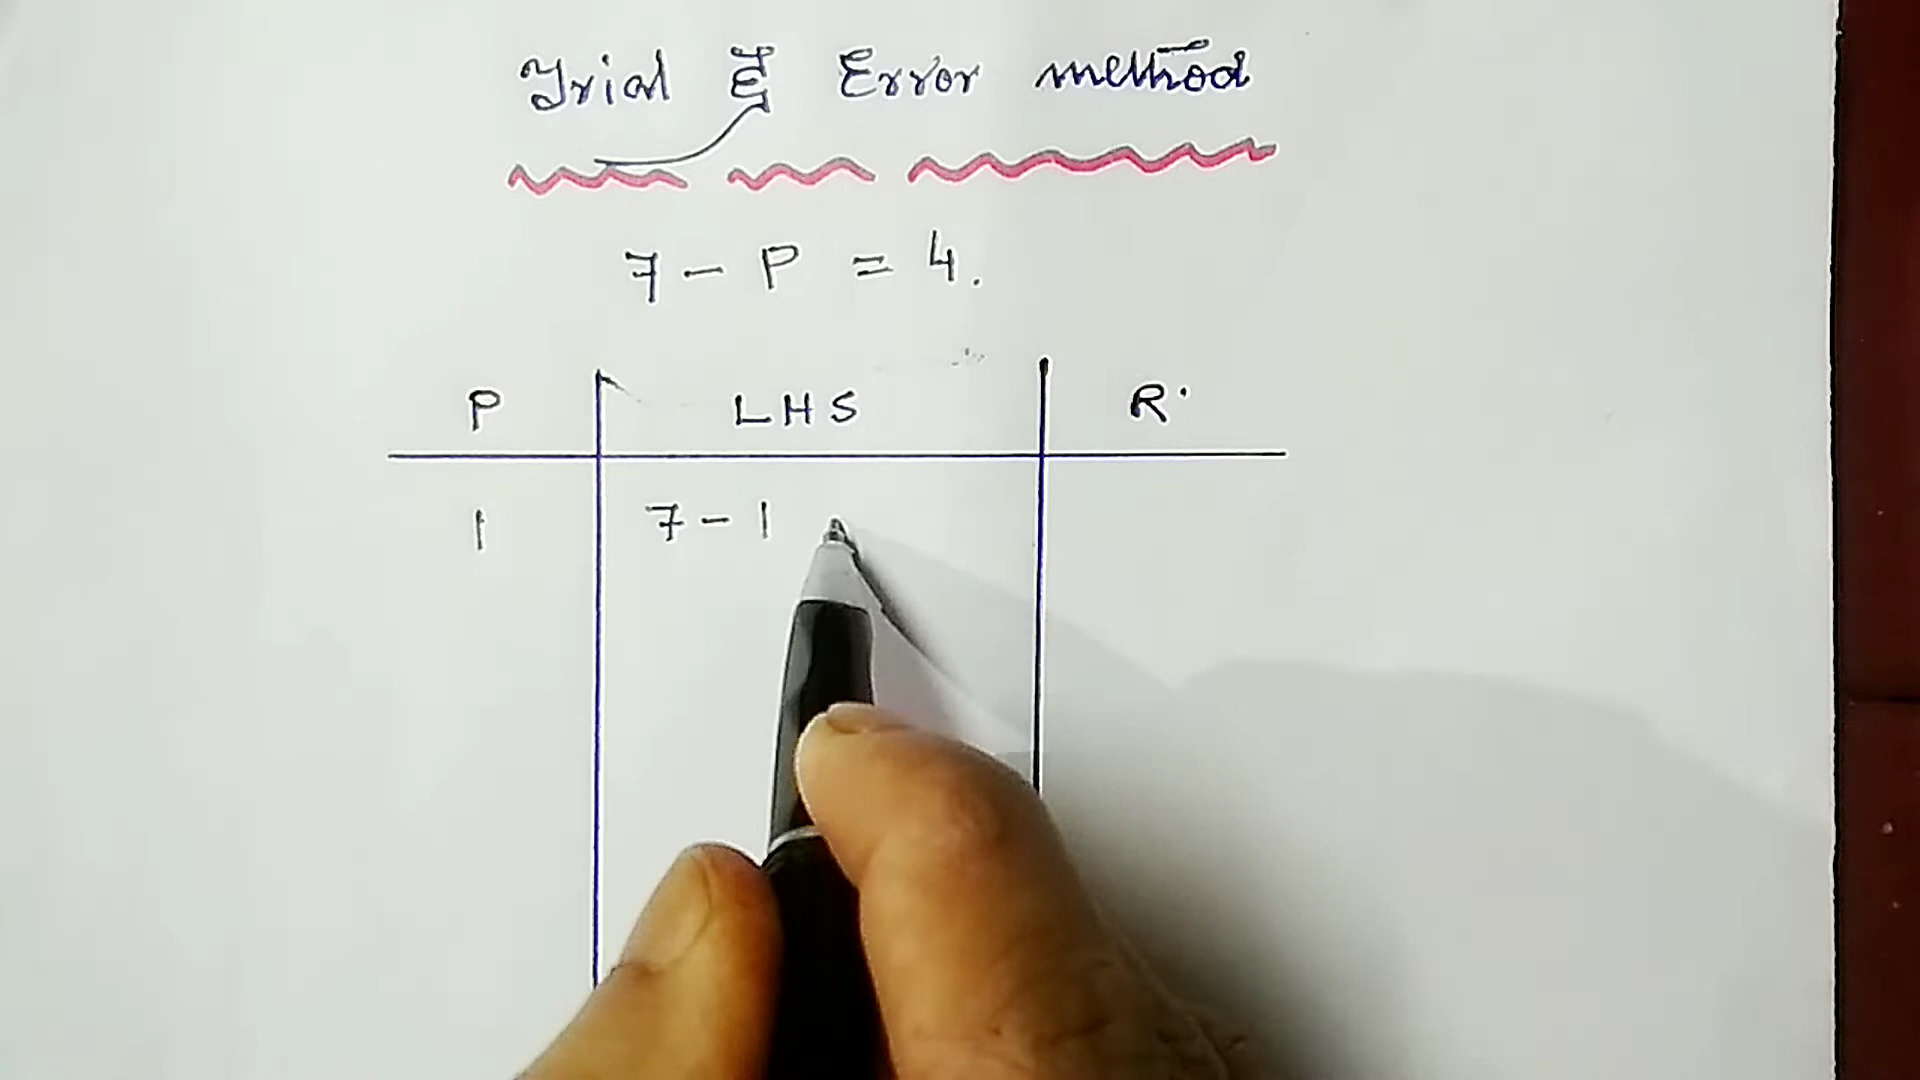 Trial & Error method
7 - P = 4.
P LHS R
1 7 - 1